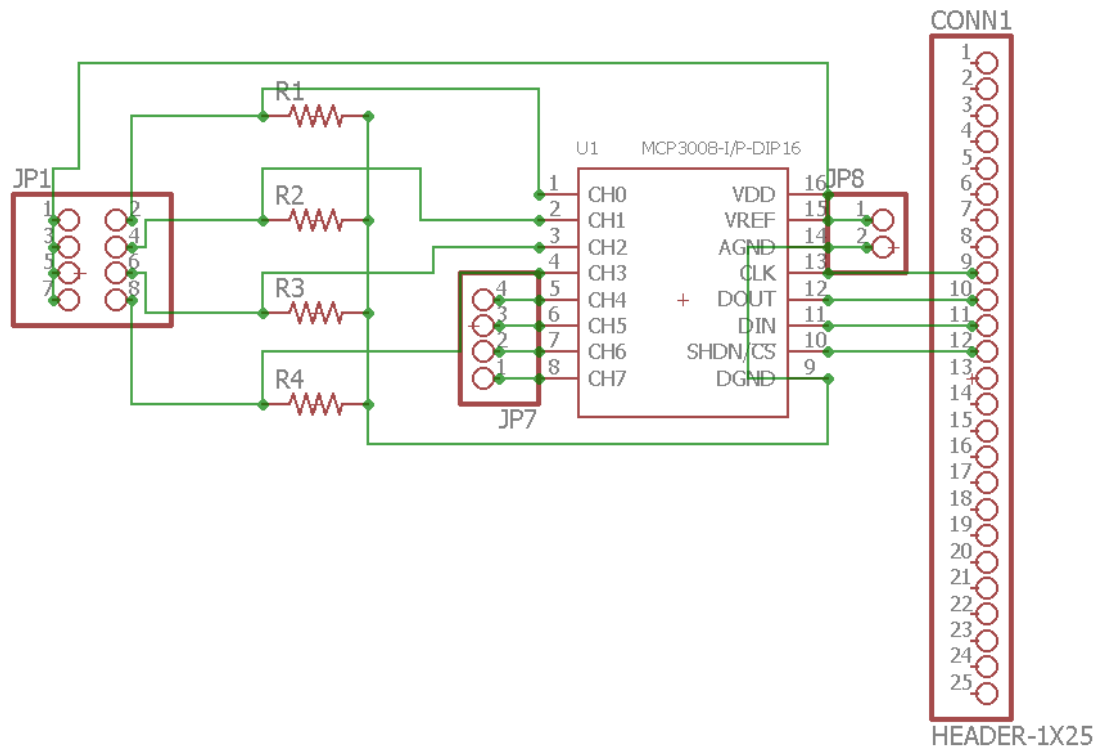 CONN1
1
2
3
4
5
6
7
8
9
10
11
12
13
14
15
16
17
18
19
20
21
22
23
24
25
HEADER-1X25
R1
R2
R3
R4
JP1
1 2
3 4
5 6
7 8
U1 MCP3008-I/P-DIP16
1 CH0 VDD 16
2 CH1 VREF 15
3 CH2 AGND 14
4 CH3 CLK 13
5 CH4 DOUT 12
6 CH5 DIN 11
7 CH6 SHDN/CS 10
8 CH7 DGND 9
JP8
1
2
4
3
2
1
JP7